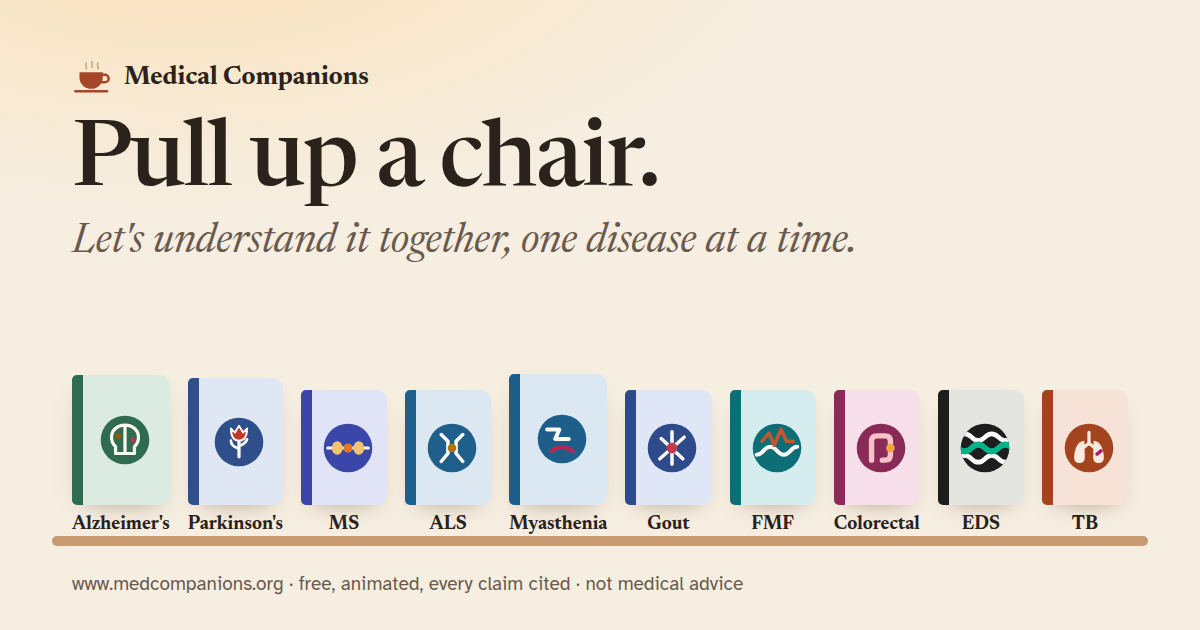 Medical Companions
Pull up a chair.
Let's understand it together, one disease at a time.
Alzheimer's Parkinson's MS ALS Myasthenia Gout FMF Colorectal EDS TB
www.medcompanions.org · free, animated, every claim cited · not medical advice